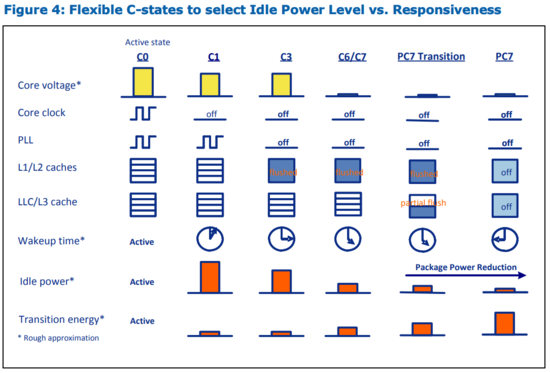 Figure 4: Flexible C-states to select Idle Power Level vs. Responsiveness
Active state
C0 C1 C3 C6/C7 PC7 Transition PC7
Core voltage*
Core clock off off off off off
PLL off off off off
L1/L2 caches flushed flushed flushed off
LLC/L3 cache partial flush off
Wakeup time* Active
Idle power* Active Package Power Reduction
Transition energy* Active
* Rough approximation